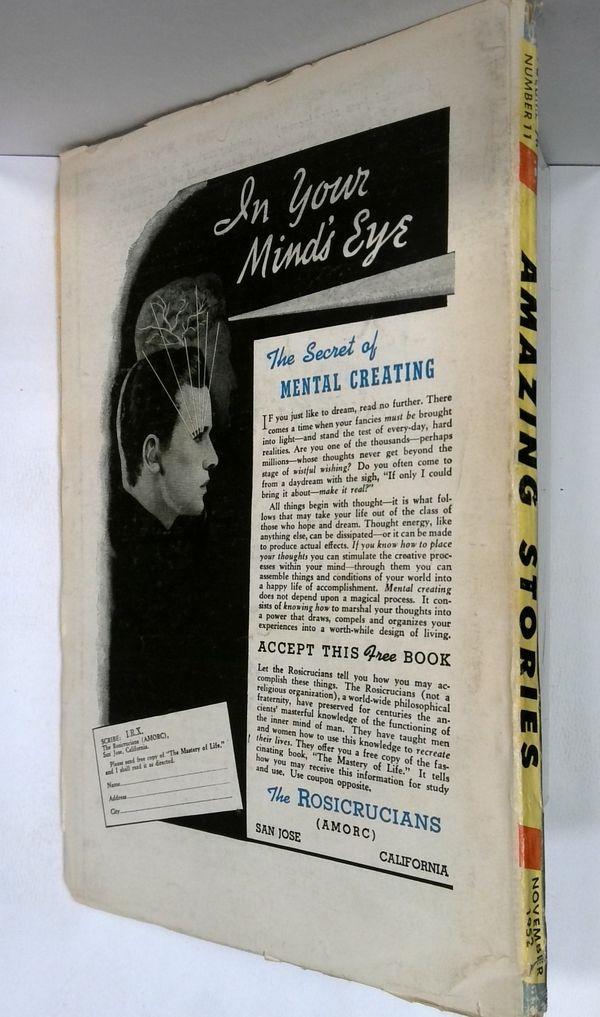 In Your
Mind's Eye
The Secret of
MENTAL CREATING
IF you just like to dream, read no further. There
comes a time when your fancies must be brought
into light—and stand the test of every-day, hard
realities. Are you one of the thousands—perhaps
millions—whose thoughts never get beyond the
stage of wistful wishing? Do you often come to
from a daydream with the sigh, "If only I could
bring it about—make it real?"
All things begin with thought—it is what fol-
lows that may take your life out of the class of
those who hope and dream. Thought energy, like
anything else, can be dissipated—or it can be made
to produce actual effects. If you know how to place
your thoughts you can stimulate the creative proc-
esses within your mind—through them you can
assemble things and conditions of your world into
a happy life of accomplishment. Mental creating
does not depend upon a magical process. It con-
sists of knowing how to marshal your thoughts into
a power that draws, compels and organizes your
experiences into a worth-while design of living.
ACCEPT THIS Free BOOK
Let the Rosicrucians tell you how you may ac-
complish these things. The Rosicrucians (not a
religious organization), a world-wide philosophical
fraternity, have preserved for centuries the an-
cients' masterful knowledge of the functioning of
the inner mind of man. They have taught men
and women how to use this knowledge to recreate
their lives. They offer you a free copy of the fas-
cinating book, "The Mastery of Life." It tells
how you may receive this information for study
and use. Use coupon opposite.
The ROSICRUCIANS
(AMORC)
SAN JOSE
CALIFORNIA
SCRIBE: I.R.X.
The Rosicrucians (AMORC),
San Jose, California.
Please send free copy of "The Mastery of Life,"
and I shall read it as directed.
Name
Address
City
NUMBER 11
AMAZING STORIES
NOVEMBER
1952